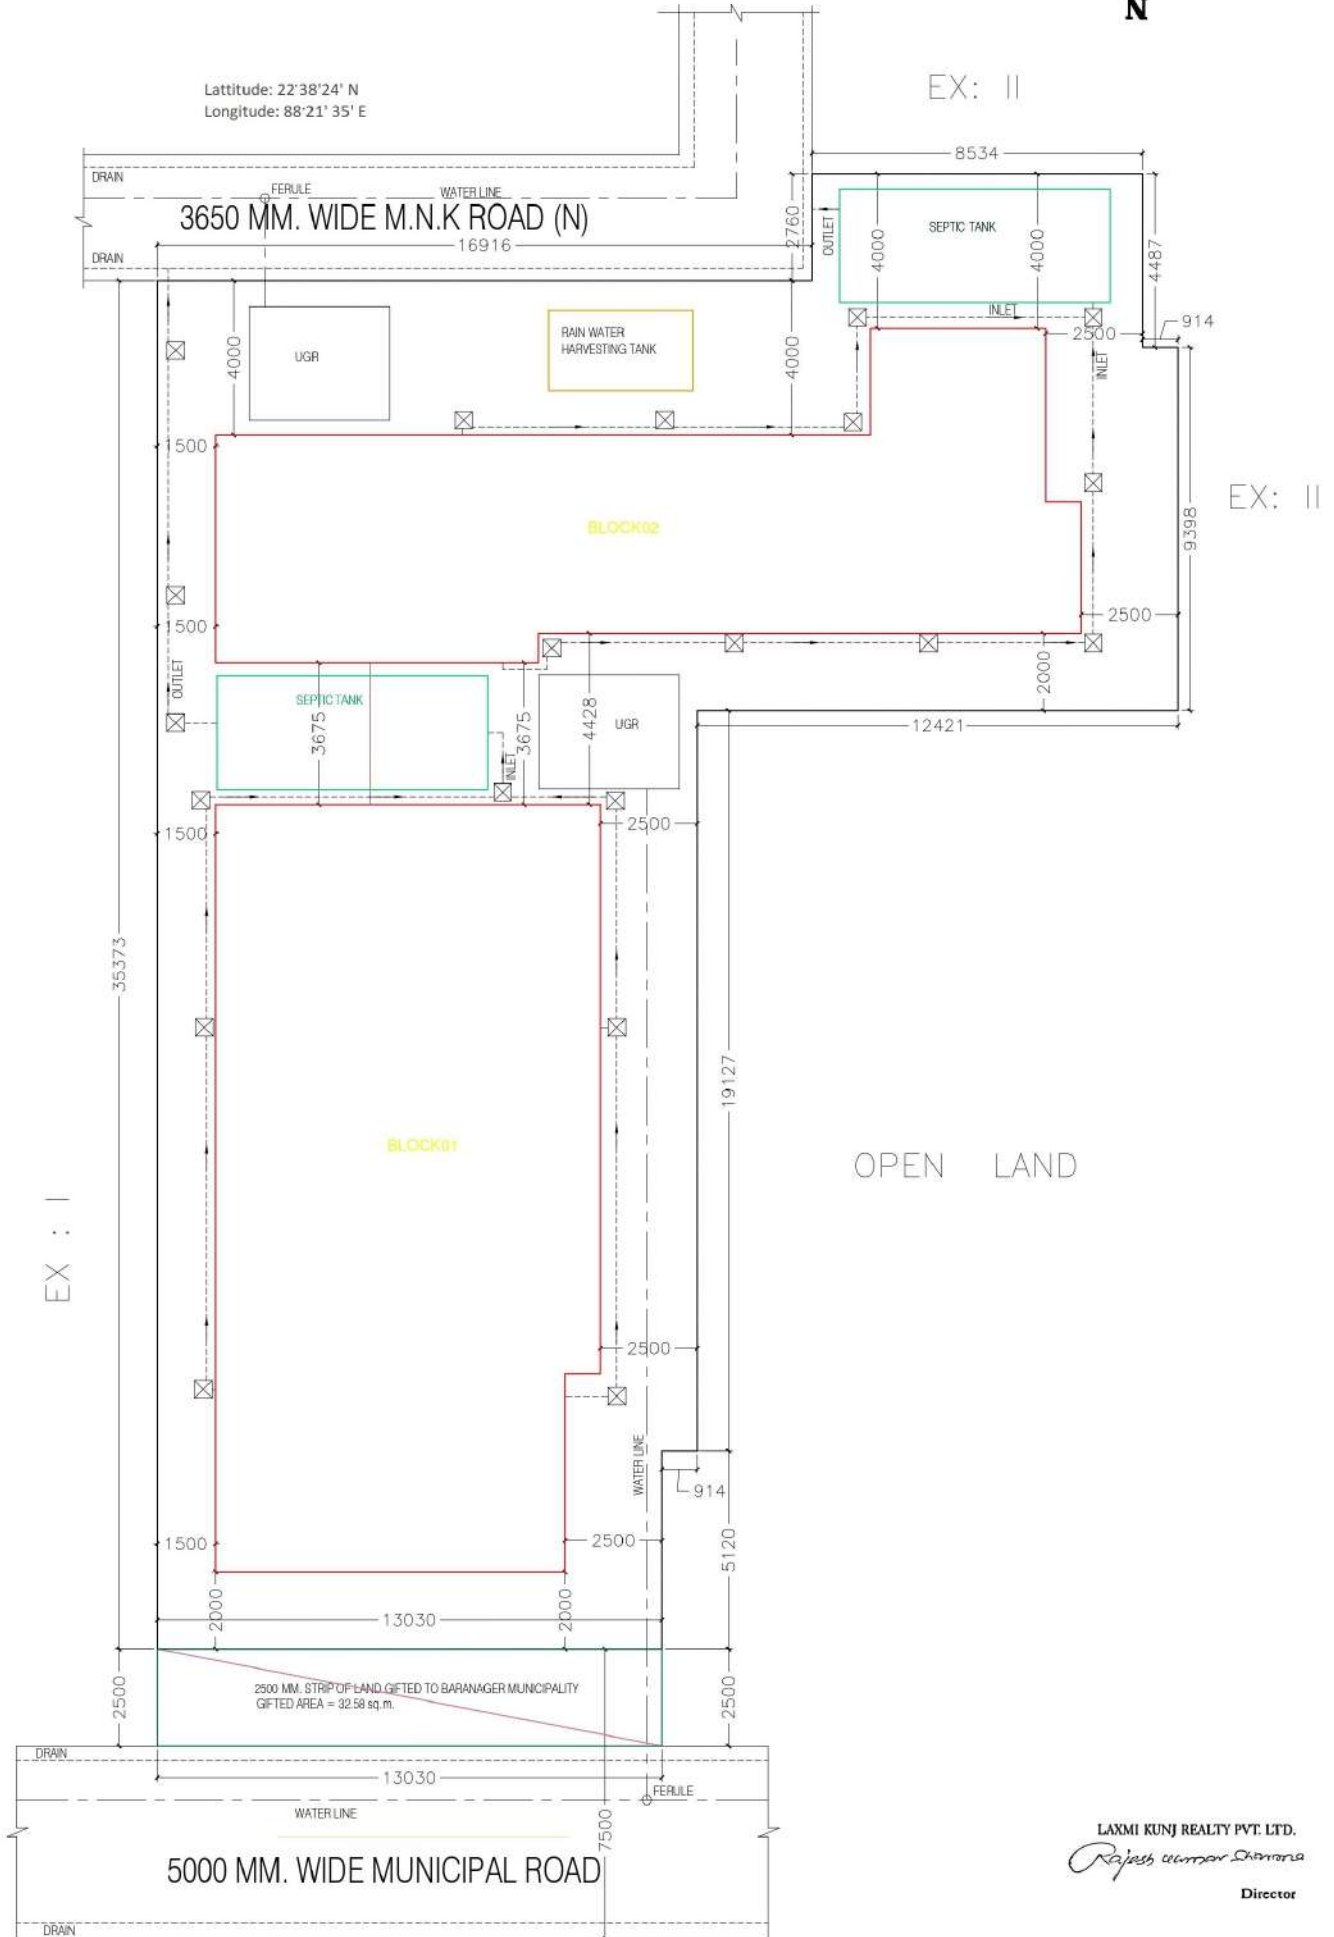 N
Lattitude: 22°38'24' N
Longitude: 88°21' 35' E
EX: II
8534
DRAIN
FERULE
WATER LINE
3650 MM. WIDE M.N.K ROAD (N)
2760
OUTLET
SEPTIC TANK
4000
4000
4487
16916
DRAIN
INLET
914
2500
UGR
RAIN WATER
HARVESTING TANK
4000
4000
INLET
1500
EX: II
BLOCK02
9398
1500
2500
OUTLET
SEPTIC TANK
3675
3675
4428
UGR
2000
12421
INLET
1500
2500
35373
19127
BLOCK01
OPEN LAND
EX : I
2500
WATER LINE
914
1500
2500
5120
2000
2000
13030
2500
2500 MM. STRIP OF LAND GIFTED TO BARANAGER MUNICIPALITY
GIFTED AREA = 32.58 sq.m.
2500
DRAIN
13030
FERULE
WATER LINE
7500
5000 MM. WIDE MUNICIPAL ROAD
DRAIN
LAXMI KUNJ REALTY PVT. LTD.
Rajesh Kumar Sharma
Director